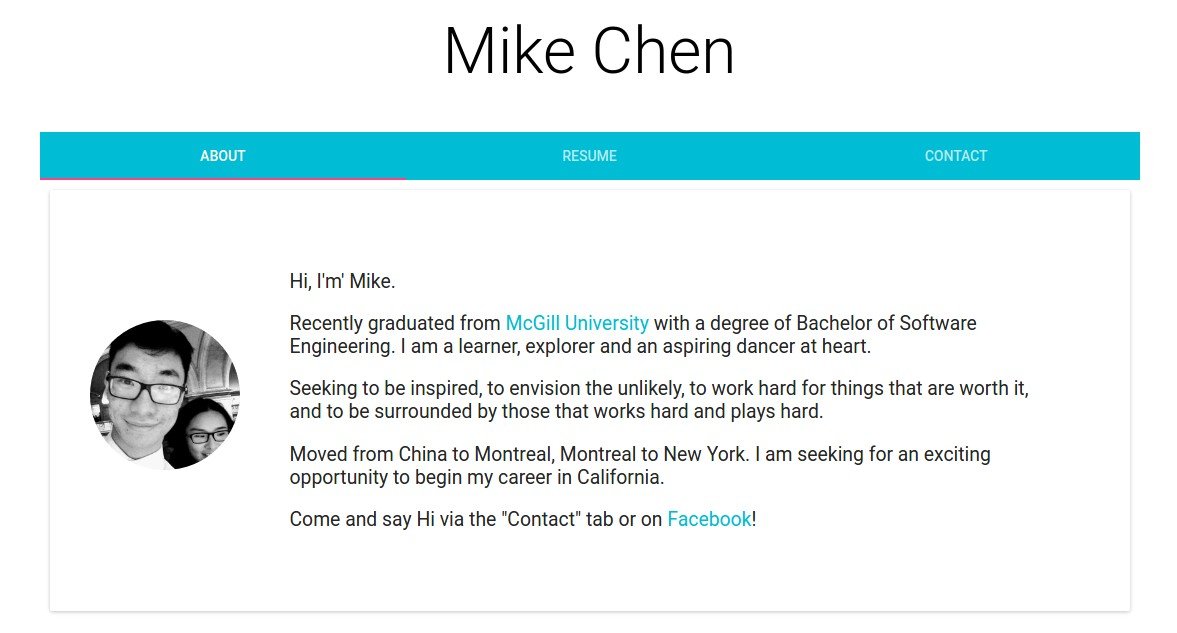 Mike Chen
ABOUT
RESUME
CONTACT
Hi, I'm' Mike.
Recently graduated from McGill University with a degree of Bachelor of Software
Engineering. I am a learner, explorer and an aspiring dancer at heart.
Seeking to be inspired, to envision the unlikely, to work hard for things that are worth it,
and to be surrounded by those that works hard and plays hard.
Moved from China to Montreal, Montreal to New York. I am seeking for an exciting
opportunity to begin my career in California.
Come and say Hi via the "Contact" tab or on Facebook!